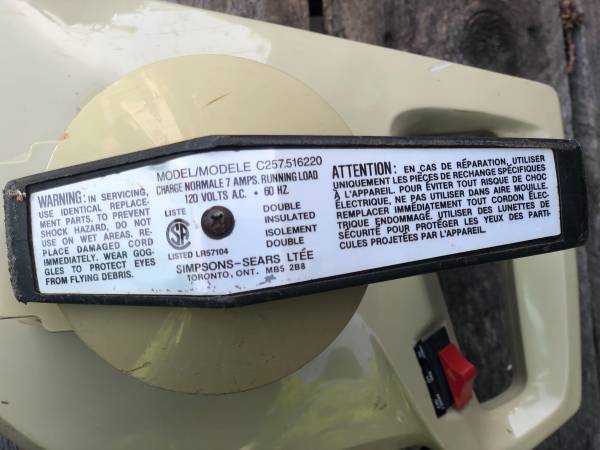 WARNING: IN SERVICING,
USE IDENTICAL REPLACE-
MENT PARTS. TO PREVENT
SHOCK HAZARD, DO NOT
USE ON WET AREAS. RE-
PLACE DAMAGED CORD
IMMEDIATELY. WEAR GOG-
GLES TO PROTECT EYES
FROM FLYING DEBRIS.
MODEL/MODELE C257.516220
CHARGE NORMALE 7 AMPS. RUNNING LOAD
120 VOLTS A.C. • 60 HZ.
LISTE
DOUBLE
INSULATED
ISOLEMENT
DOUBLE
LISTED LR57104
SIMPSONS-SEARS LTÉE
TORONTO, ONT. MB5 2B8
ATTENTION: EN CAS DE RÉPARATION, UTILISER
UNIQUEMENT LES PIÈCES DE RECHANGE SPÉCIFIQUES
À L'APPAREIL. POUR ÉVITER TOUT RISQUE DE CHOC
ÉLECTRIQUE, NE PAS UTILISER DANS AIRE MOUILLE.
REMPLACER IMMÉDIATEMENT TOUT CORDON ÉLEC-
TRIQUE ENDOMMAGÉ. UTILISER DES LUNETTES DE
SÉCURITÉ POUR PROTÉGER LES YEUX DES PARTI-
CULES PROJETÉES PAR L'APPAREIL.